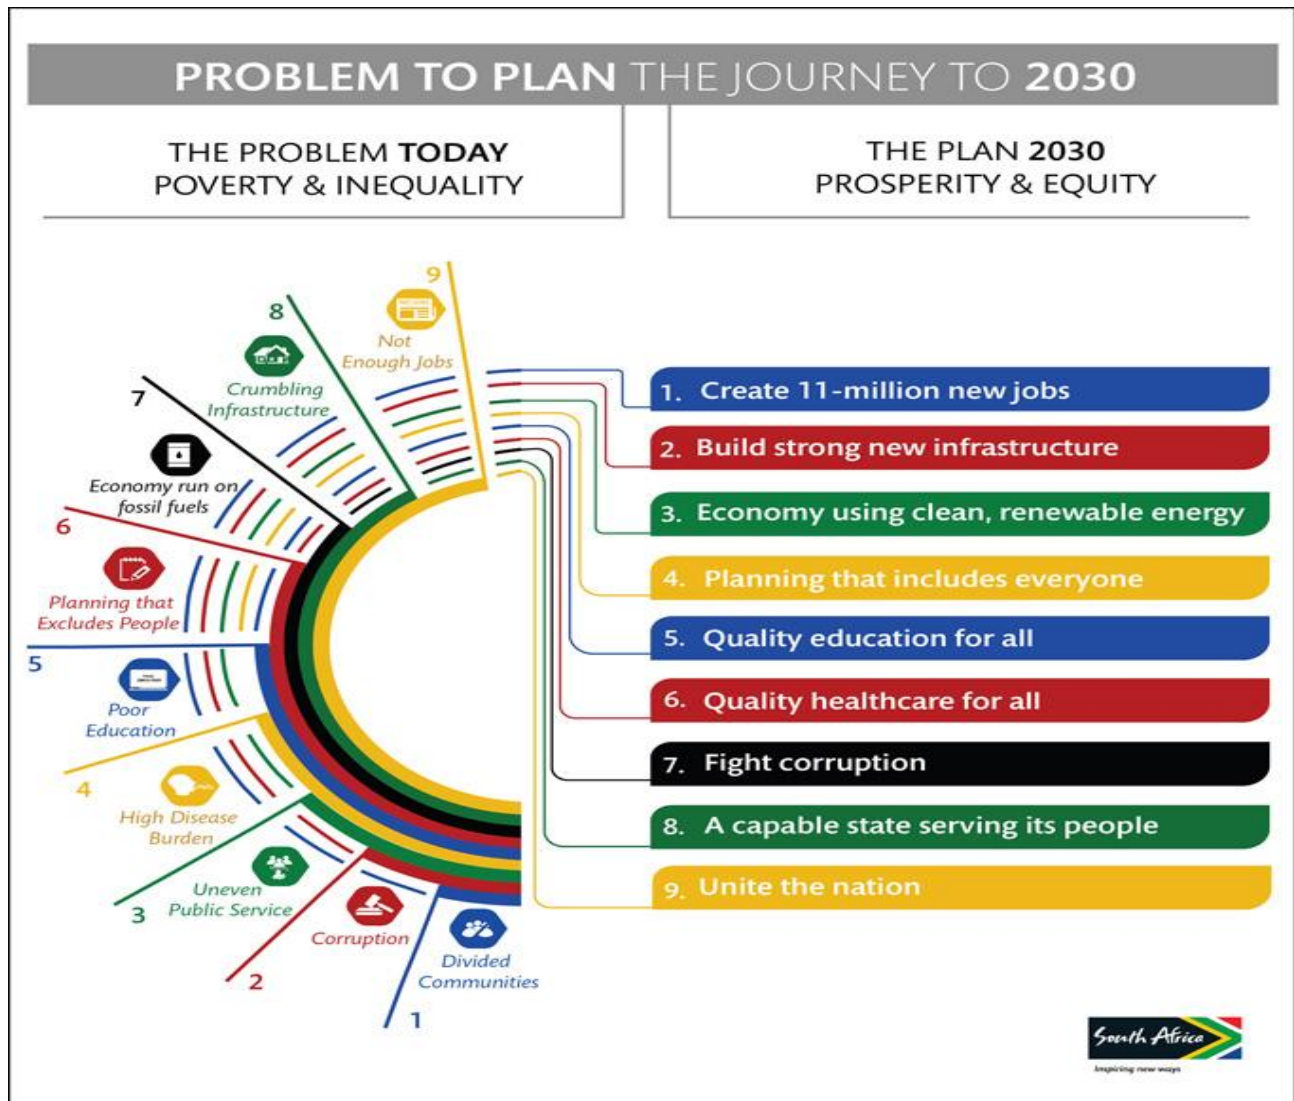 PROBLEM TO PLAN THE JOURNEY TO 2030
THE PROBLEM TODAY
POVERTY & INEQUALITY
THE PLAN 2030
PROSPERITY & EQUITY
9
Not
Enough Jobs
8
Crumbling
Infrastructure
7
Economy run on
fossil fuels
6
Planning that
Excludes People
5
Poor
Education
4
High Disease
Burden
3
Uneven
Public Service
2
Corruption
1
Divided
Communities
1. Create 11-million new jobs
2. Build strong new infrastructure
3. Economy using clean, renewable energy
4. Planning that includes everyone
5. Quality education for all
6. Quality healthcare for all
7. Fight corruption
8. A capable state serving its people
9. Unite the nation
South Africa
Inspiring new ways